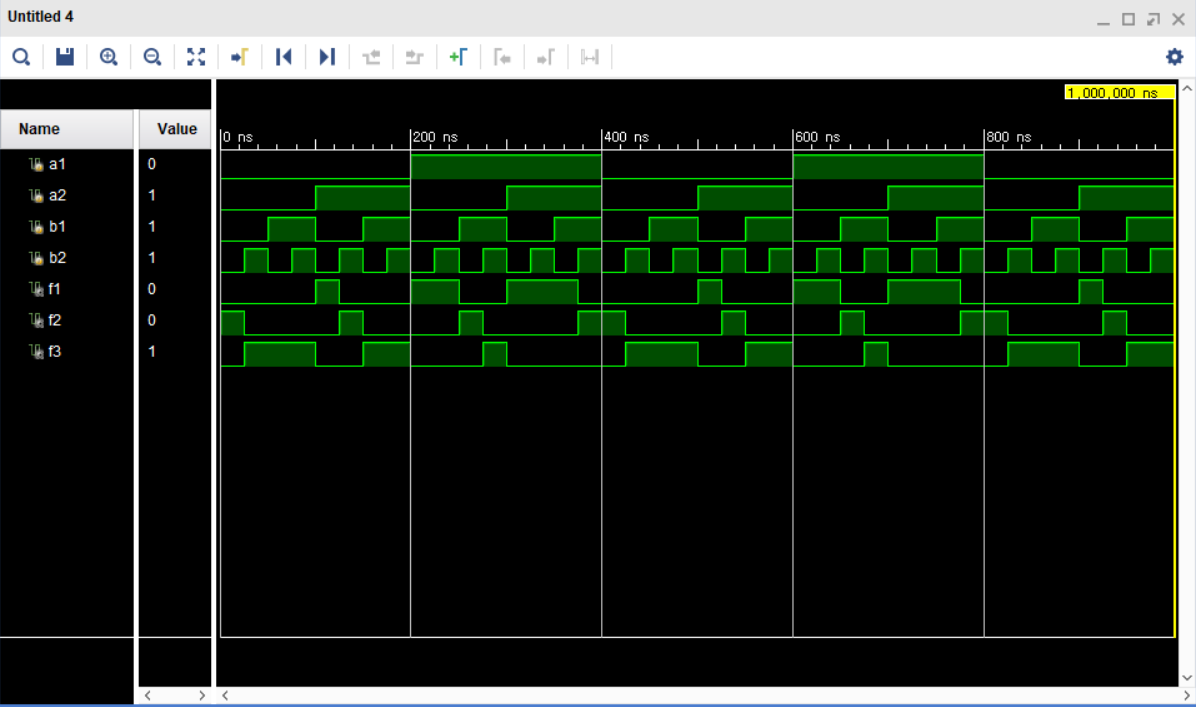 Untitled 4
1,000,000 ns
Name Value
0 ns 200 ns 400 ns 600 ns 800 ns
a1 0
a2 1
b1 1
b2 1
f1 0
f2 0
f3 1